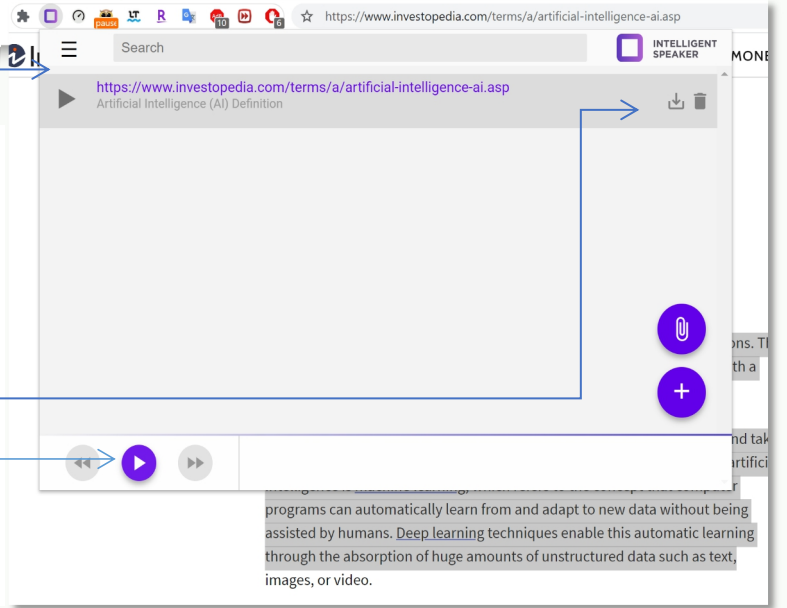 pause
LT
R
10
6
https://www.investopedia.com/terms/a/artificial-intelligence-ai.asp
Search
INTELLIGENT
SPEAKER
MONE
https://www.investopedia.com/terms/a/artificial-intelligence-ai.asp
Artificial Intelligence (AI) Definition
ons. Th
th a
nd tak
artifici
programs can automatically learn from and adapt to new data without being
assisted by humans. Deep learning techniques enable this automatic learning
through the absorption of huge amounts of unstructured data such as text,
images, or video.